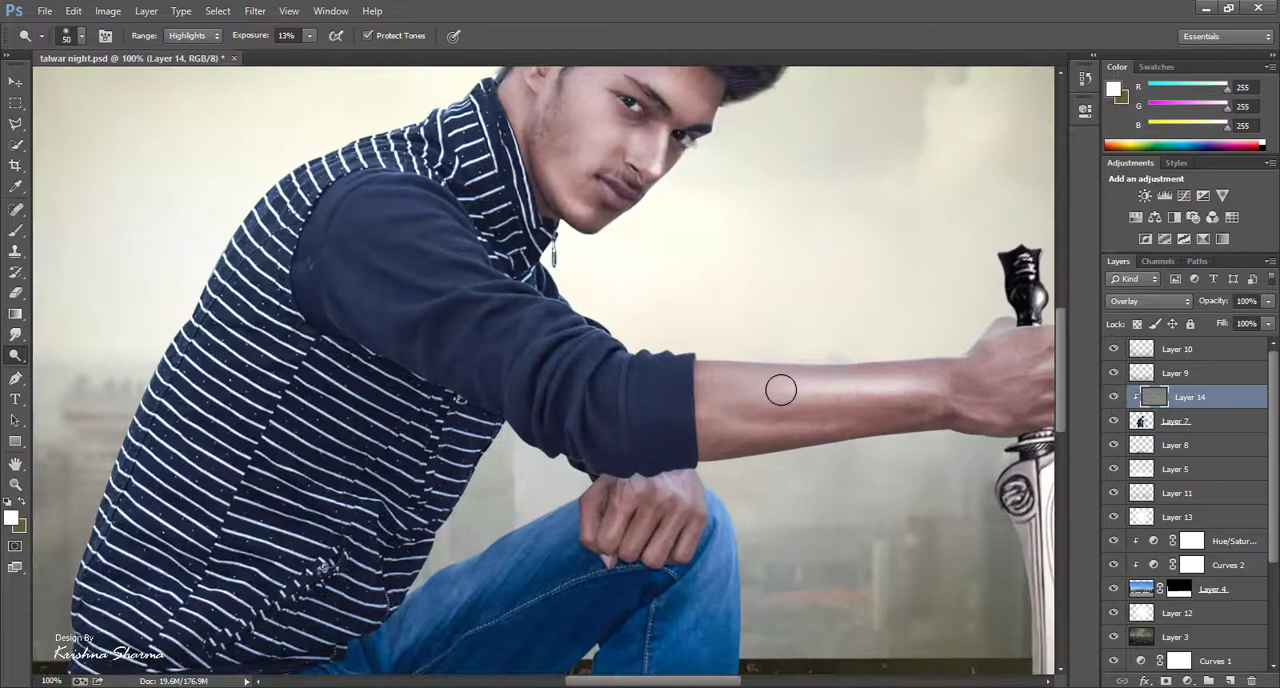 Ps File Edit Image Layer Type Select Filter View Window Help
50 Range: Highlights Exposure: 13% Protect Tones Essentials
talwar night.psd @ 100% (Layer 14, RGB/8) * ×
Color Swatches
R 255
G 255
B 255
Adjustments Styles
Add an adjustment
Layers Channels Paths
Kind
Overlay Opacity: 100%
Lock: Fill: 100%
Layer 10
Layer 9
Layer 14
Layer 7
Layer 8
Layer 5
Layer 11
Layer 13
Hue/Satur...
Curves 2
Layer 4
Layer 12
Layer 3
Curves 1
Design By
Krishna Sharma
100% Doc: 19.6M/176.9M